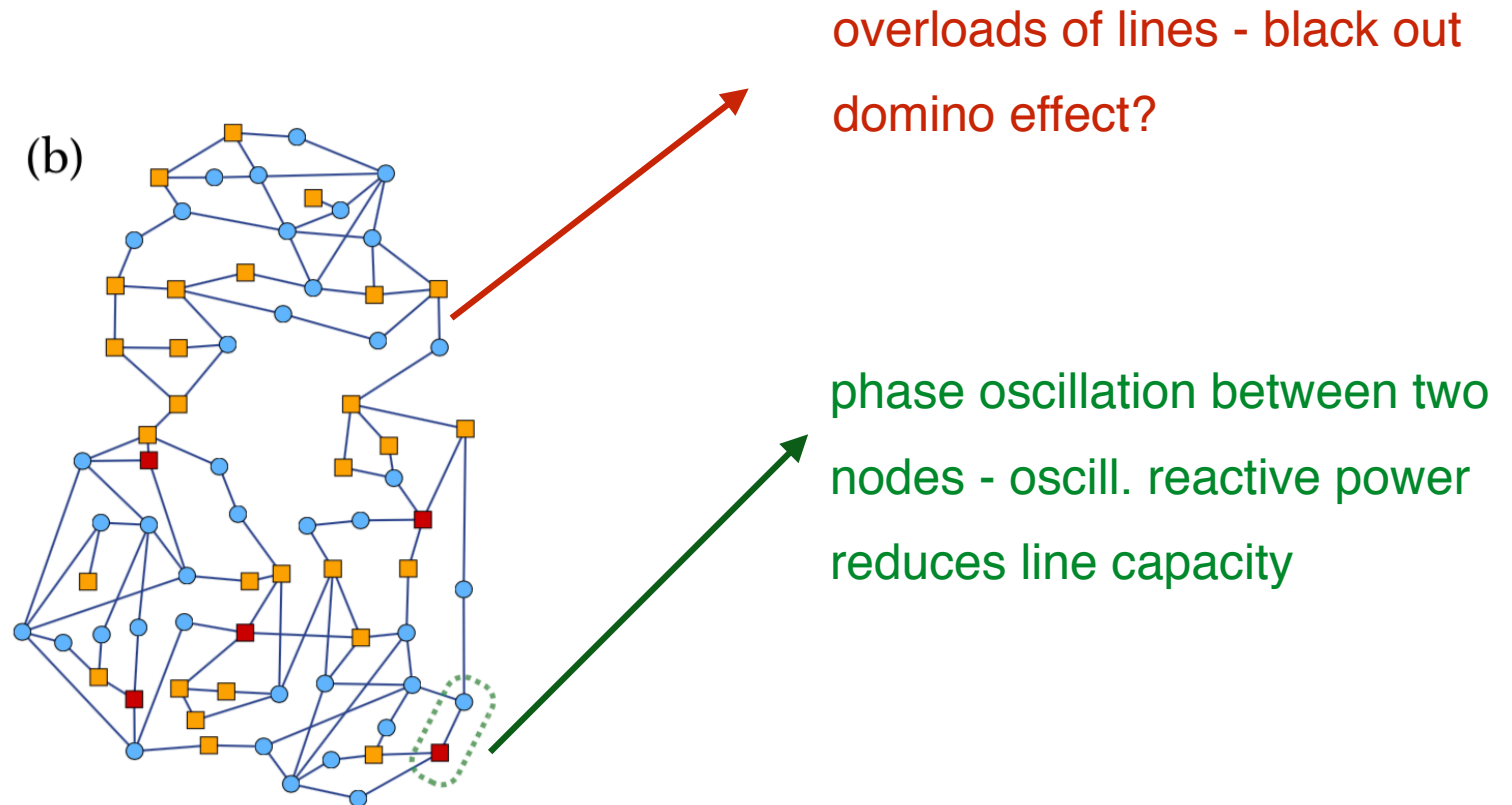 overloads of lines - black out
domino effect?
(b)
phase oscillation between two
nodes - oscill. reactive power
reduces line capacity